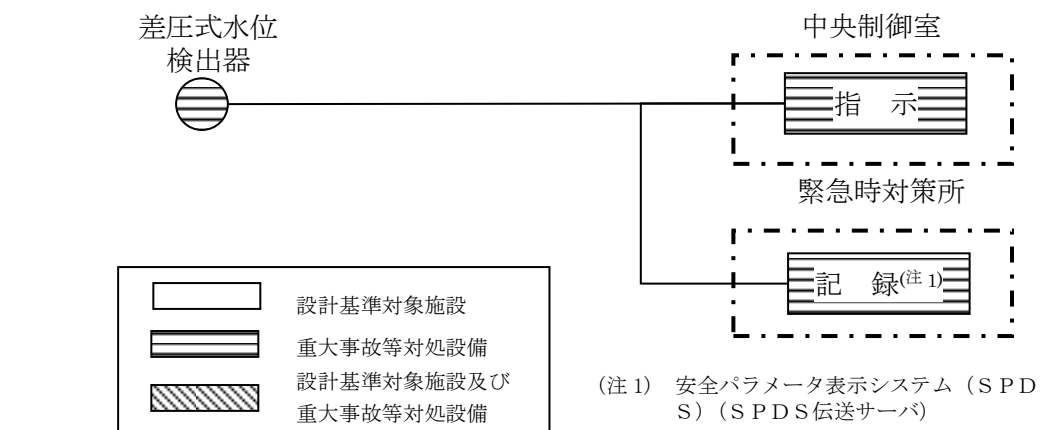 差圧式水位
検出器
中央制御室
指 示
緊急時対策所
記 録(注 1)
設計基準対象施設
重大事故等対処設備
設計基準対象施設及び
重大事故等対処設備
(注 1) 安全パラメータ表示システム(SPD
S)(SPDS伝送サーバ)